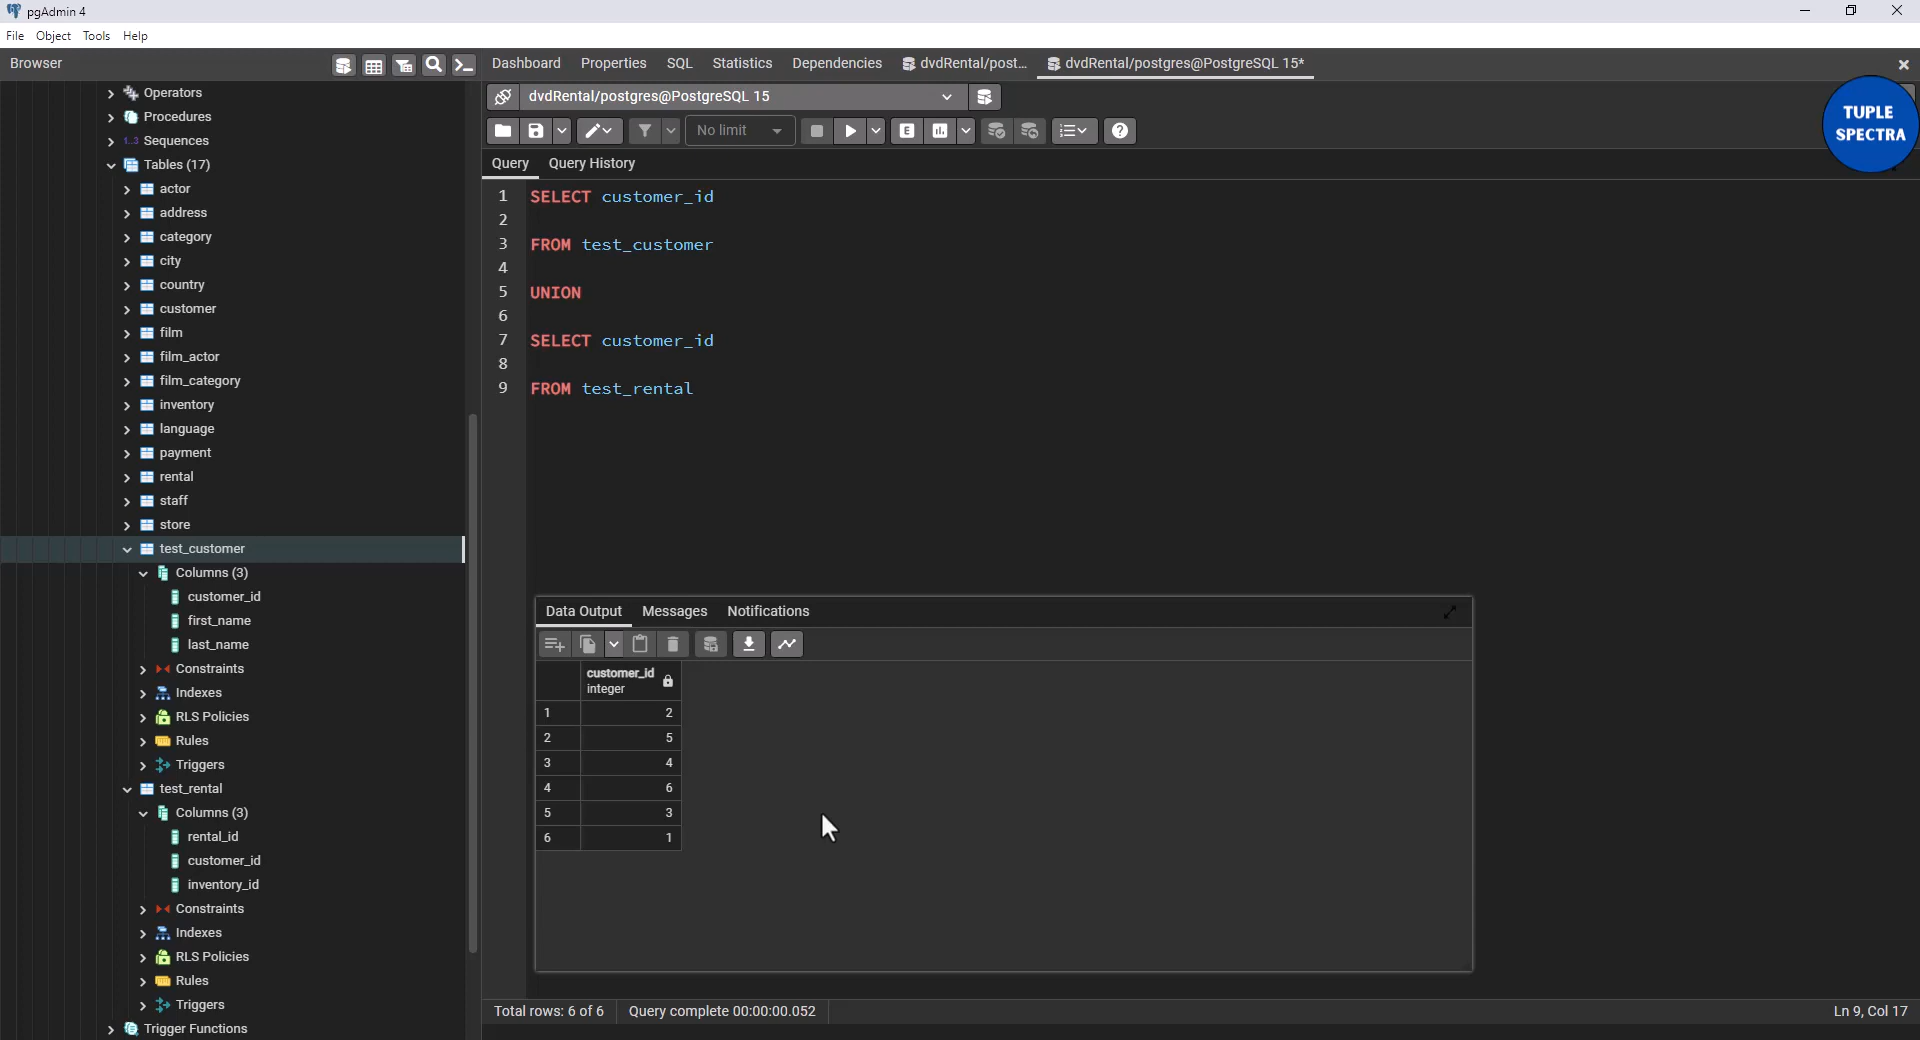 pgAdmin 4
File Object Tools Help
Browser
Dashboard Properties SQL Statistics Dependencies dvdRental/post... dvdRental/postgres@PostgreSQL 15*
dvdRental/postgres@PostgreSQL 15
No limit
TUPLE
SPECTRA
Query Query History
1 SELECT customer_id
2
3 FROM test_customer
4
5 UNION
6
7 SELECT customer_id
8
9 FROM test_rental
Operators
Procedures
1..3 Sequences
Tables (17)
actor
address
category
city
country
customer
film
film_actor
film_category
inventory
language
payment
rental
staff
store
test_customer
Columns (3)
customer_id
first_name
last_name
Constraints
Indexes
RLS Policies
Rules
Triggers
test_rental
Columns (3)
rental_id
customer_id
inventory_id
Constraints
Indexes
RLS Policies
Rules
Triggers
Trigger Functions
Data Output Messages Notifications
customer_id
integer
1 2
2 5
3 4
4 6
5 3
6 1
Total rows: 6 of 6 Query complete 00:00:00.052 Ln 9, Col 17